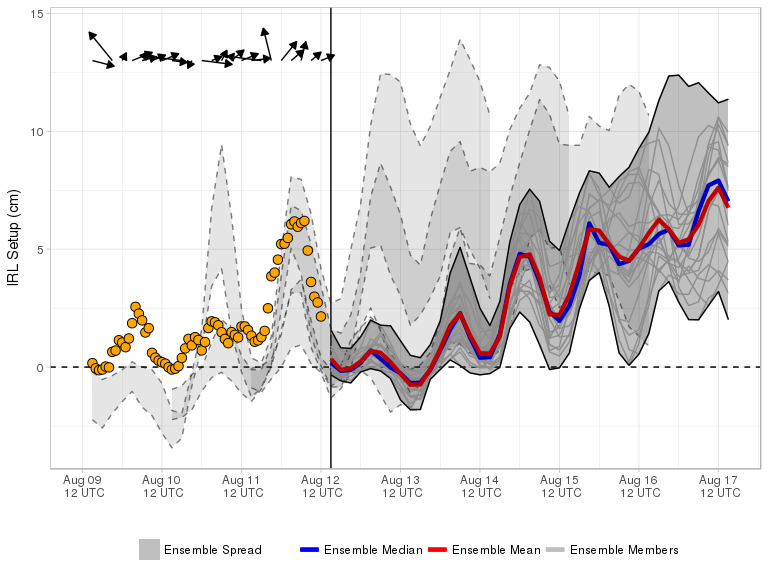 15
10
5
0
IRL Setup (cm)
Aug 09
12 UTC
Aug 10
12 UTC
Aug 11
12 UTC
Aug 12
12 UTC
Aug 13
12 UTC
Aug 14
12 UTC
Aug 15
12 UTC
Aug 16
12 UTC
Aug 17
12 UTC
Ensemble Spread
Ensemble Median
Ensemble Mean
Ensemble Members